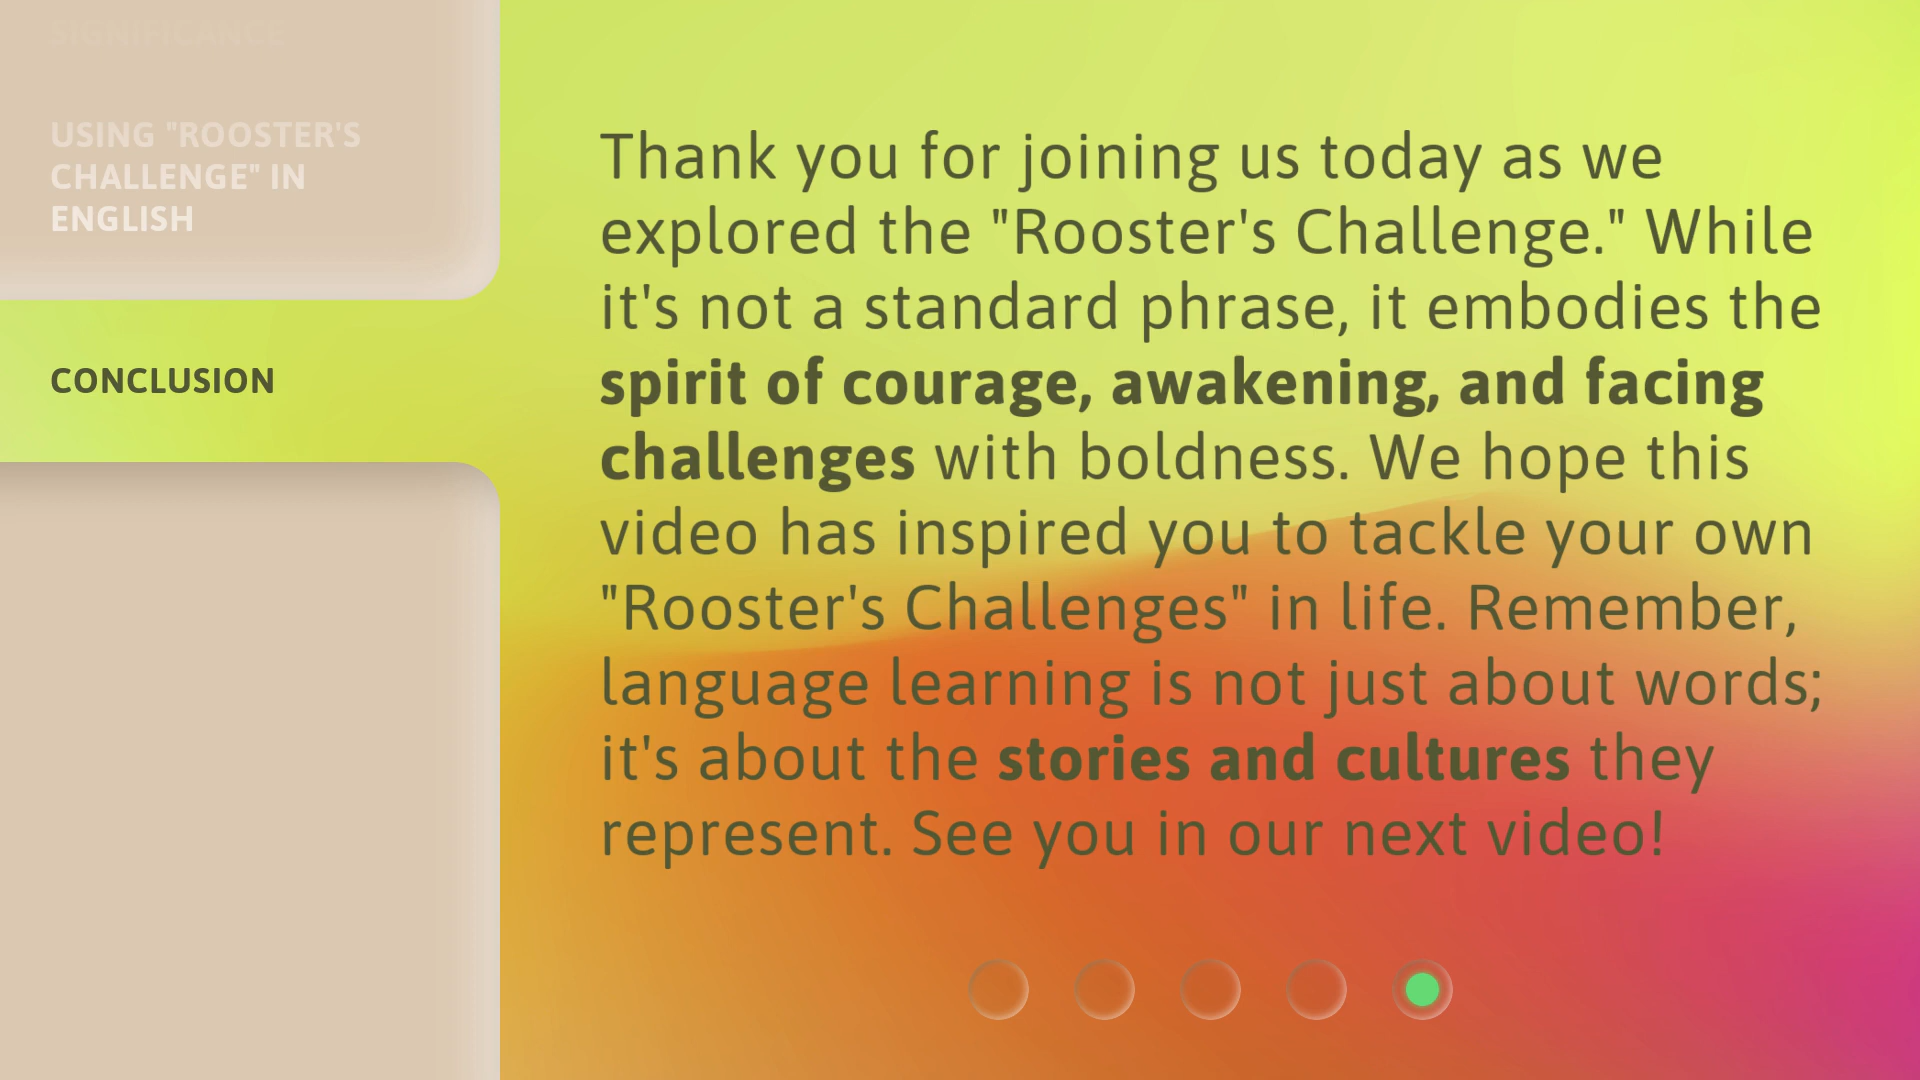 SIGNIFICANCE
USING "ROOSTER'S
CHALLENGE" IN
ENGLISH
CONCLUSION
Thank you for joining us today as we
explored the "Rooster's Challenge." While
it's not a standard phrase, it embodies the
spirit of courage, awakening, and facing
challenges with boldness. We hope this
video has inspired you to tackle your own
"Rooster's Challenges" in life. Remember,
language learning is not just about words;
it's about the stories and cultures they
represent. See you in our next video!